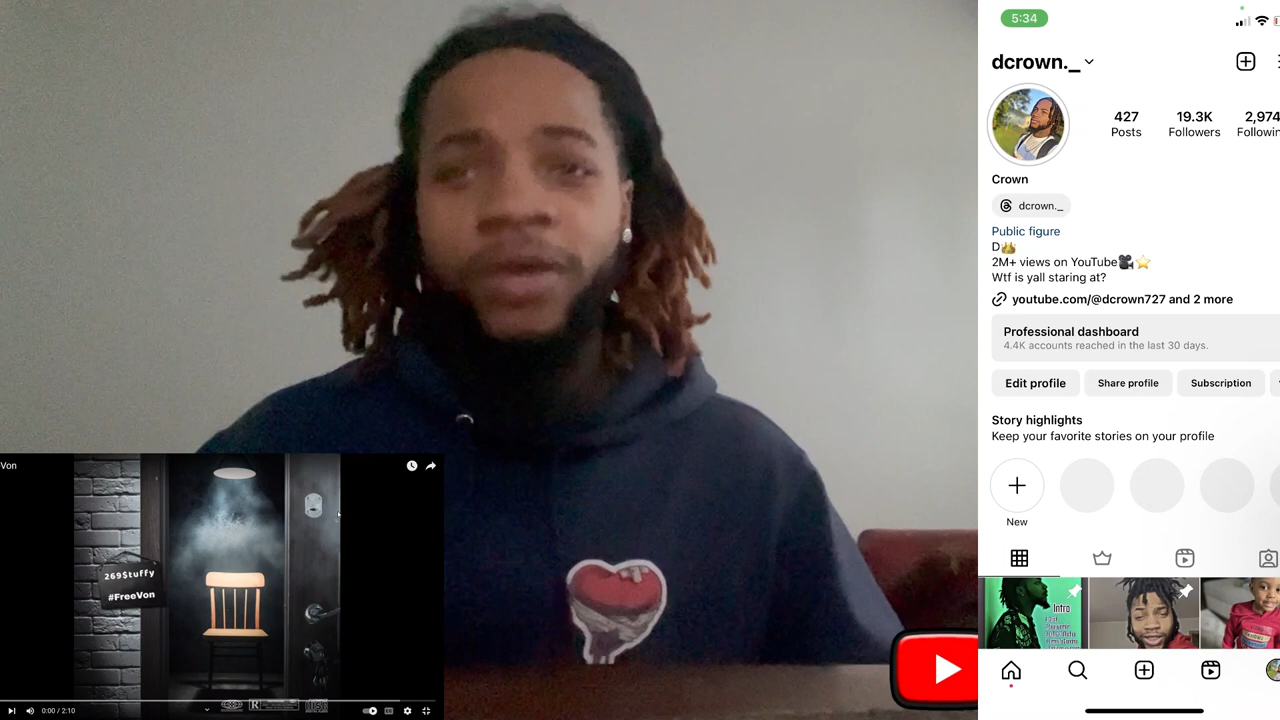 5:34
dcrown._
427
Posts
19.3K
Followers
2,974
Followin
Crown
dcrown._
Public figure
D👑
2M+ views on YouTube🎥⭐
Wtf is yall staring at?
youtube.com/@dcrown727 and 2 more
Professional dashboard
4.4K accounts reached in the last 30 days.
Edit profile
Share profile
Subscription
Story highlights
Keep your favorite stories on your profile
New
Intro
Von
269$tuffy
#FreeVon
R
0:00 / 2:10